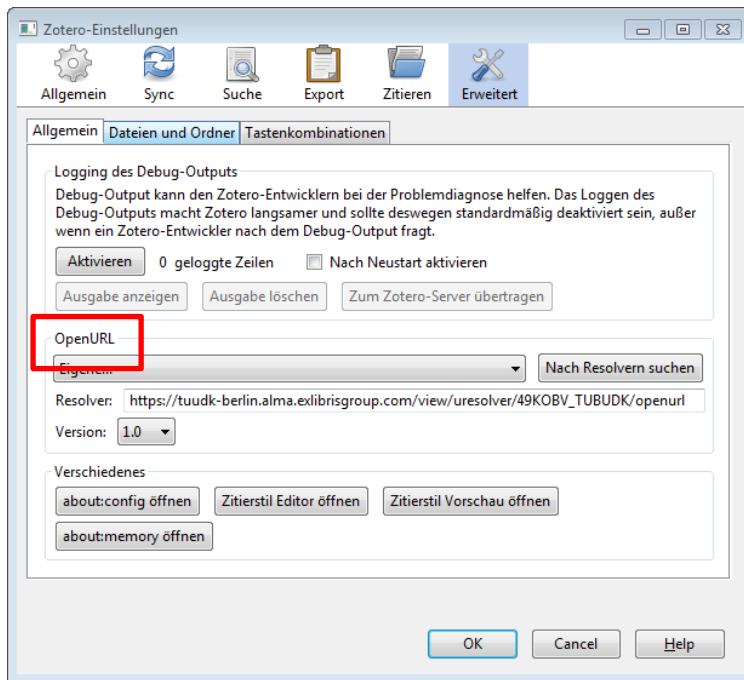 Zotero-Einstellungen
Allgemein Sync Suche Export Zitieren Erweitert
Allgemein Dateien und Ordner Tastenkombinationen
Logging des Debug-Outputs
Debug-Output kann den Zotero-Entwicklern bei der Problemdiagnose helfen. Das Loggen des
Debug-Outputs macht Zotero langsamer und sollte deswegen standardmäßig deaktiviert sein, außer
wenn ein Zotero-Entwickler nach dem Debug-Output fragt.
Aktivieren 0 geloggte Zeilen Nach Neustart aktivieren
Ausgabe anzeigen Ausgabe löschen Zum Zotero-Server übertragen
OpenURL
Eigene... Nach Resolvern suchen
Resolver: https://tuudk-berlin.alma.exlibrisgroup.com/view/uresolver/49KOBV_TUBUDK/openurl
Version: 1.0
Verschiedenes
about:config öffnen Zitierstil Editor öffnen Zitierstil Vorschau öffnen
about:memory öffnen
OK Cancel Help